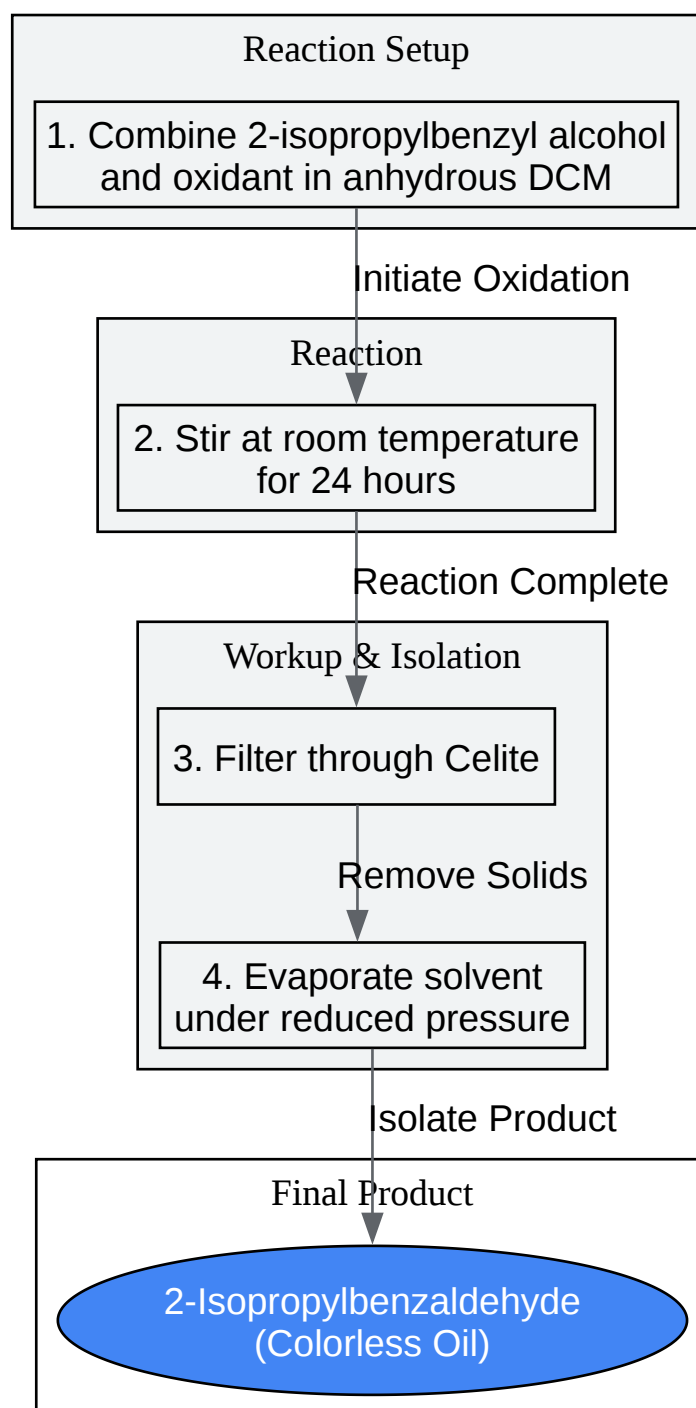 Reaction Setup
1. Combine 2-isopropylbenzyl alcohol
and oxidant in anhydrous DCM
Initiate Oxidation
Reaction
2. Stir at room temperature
for 24 hours
Reaction Complete
Workup & Isolation
3. Filter through Celite
Remove Solids
4. Evaporate solvent
under reduced pressure
Isolate Product
Final Product
2-Isopropylbenzaldehyde
(Colorless Oil)